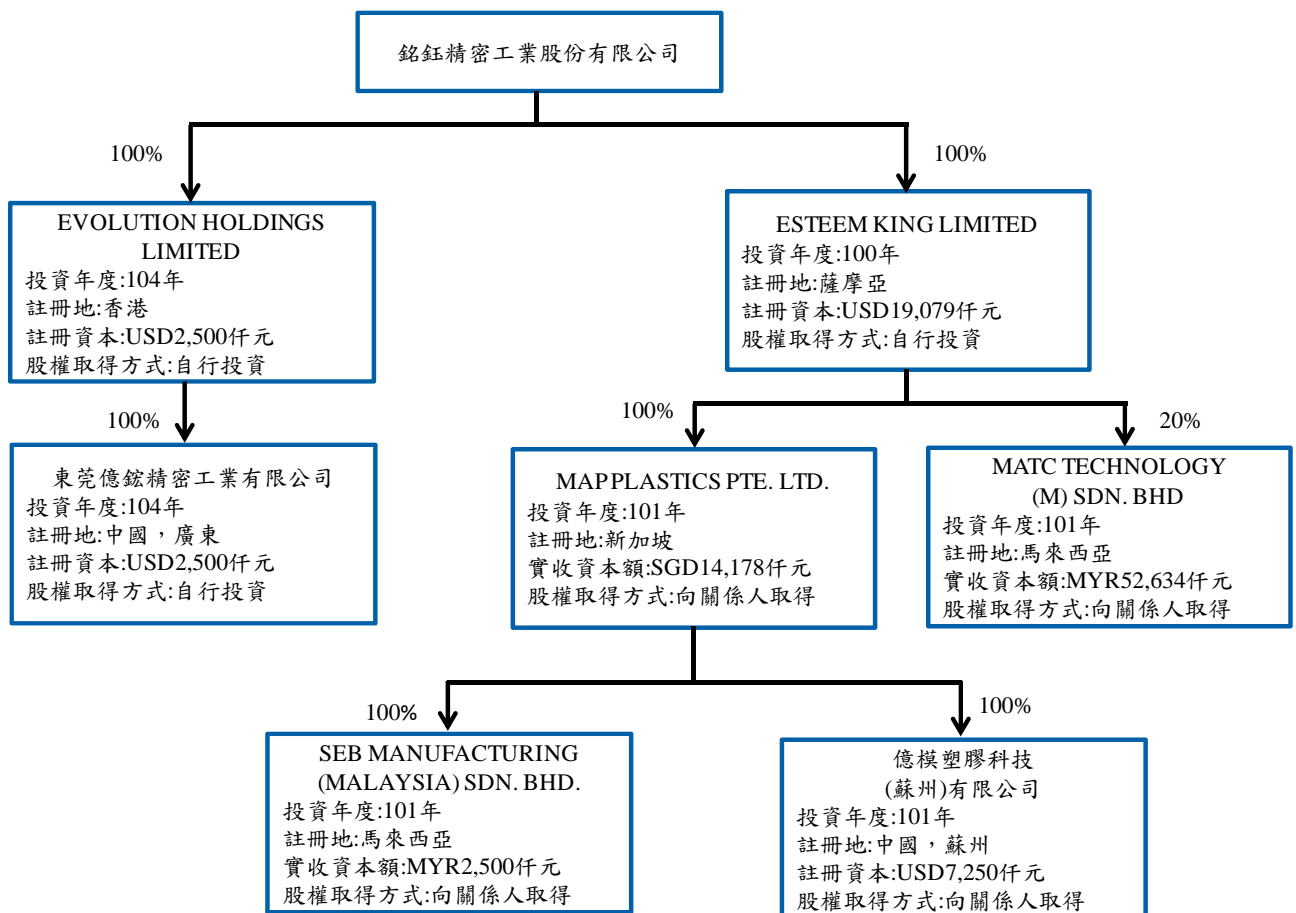 銘鈺精密工業股份有限公司
100%
100%
EVOLUTION HOLDINGS
LIMITED
投資年度:104年
註冊地:香港
註冊資本:USD2,500仟元
股權取得方式:自行投資
ESTEEM KING LIMITED
投資年度:100年
註冊地:薩摩亞
註冊資本:USD19,079仟元
股權取得方式:自行投資
100%
100%
20%
東莞億鋐精密工業有限公司
投資年度:104年
註冊地:中國，廣東
註冊資本:USD2,500仟元
股權取得方式:自行投資
MAP PLASTICS PTE. LTD.
投資年度:101年
註冊地:新加坡
實收資本額:SGD14,178仟元
股權取得方式:向關係人取得
MATC TECHNOLOGY
(M) SDN. BHD
投資年度:101年
註冊地:馬來西亞
實收資本額:MYR52,634仟元
股權取得方式:向關係人取得
100%
100%
SEB MANUFACTURING
(MALAYSIA) SDN. BHD.
投資年度:101年
註冊地:馬來西亞
實收資本額:MYR2,500仟元
股權取得方式:向關係人取得
億模塑膠科技
(蘇州)有限公司
投資年度:101年
註冊地:中國，蘇州
註冊資本:USD7,250仟元
股權取得方式:向關係人取得